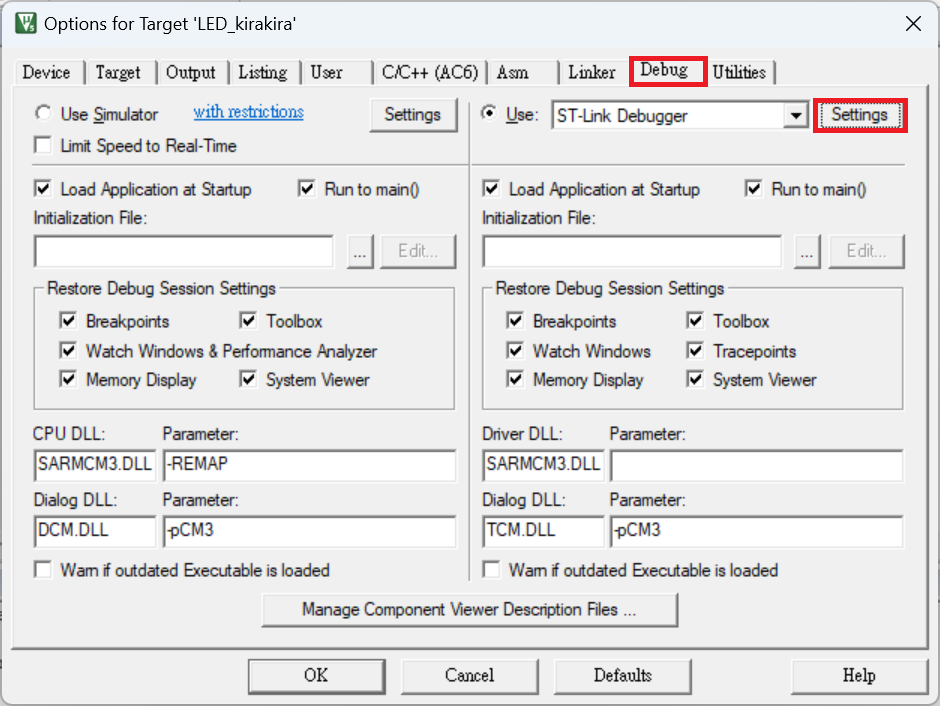 Options for Target 'LED_kirakira'
Device Target Output Listing User C/C++ (AC6) Asm Linker Debug Utilities
Use Simulator with restrictions Settings
Limit Speed to Real-Time
Use: ST-Link Debugger Settings
Load Application at Startup Run to main()
Initialization File:
... Edit...
Restore Debug Session Settings
Breakpoints Toolbox
Watch Windows & Performance Analyzer
Memory Display System Viewer
CPU DLL: Parameter:
SARMCM3.DLL -REMAP
Dialog DLL: Parameter:
DCM.DLL -pCM3
Warn if outdated Executable is loaded
Load Application at Startup Run to main()
Initialization File:
... Edit...
Restore Debug Session Settings
Breakpoints Toolbox
Watch Windows Tracepoints
Memory Display System Viewer
Driver DLL: Parameter:
SARMCM3.DLL
Dialog DLL: Parameter:
TCM.DLL -pCM3
Warn if outdated Executable is loaded
Manage Component Viewer Description Files ...
OK Cancel Defaults Help